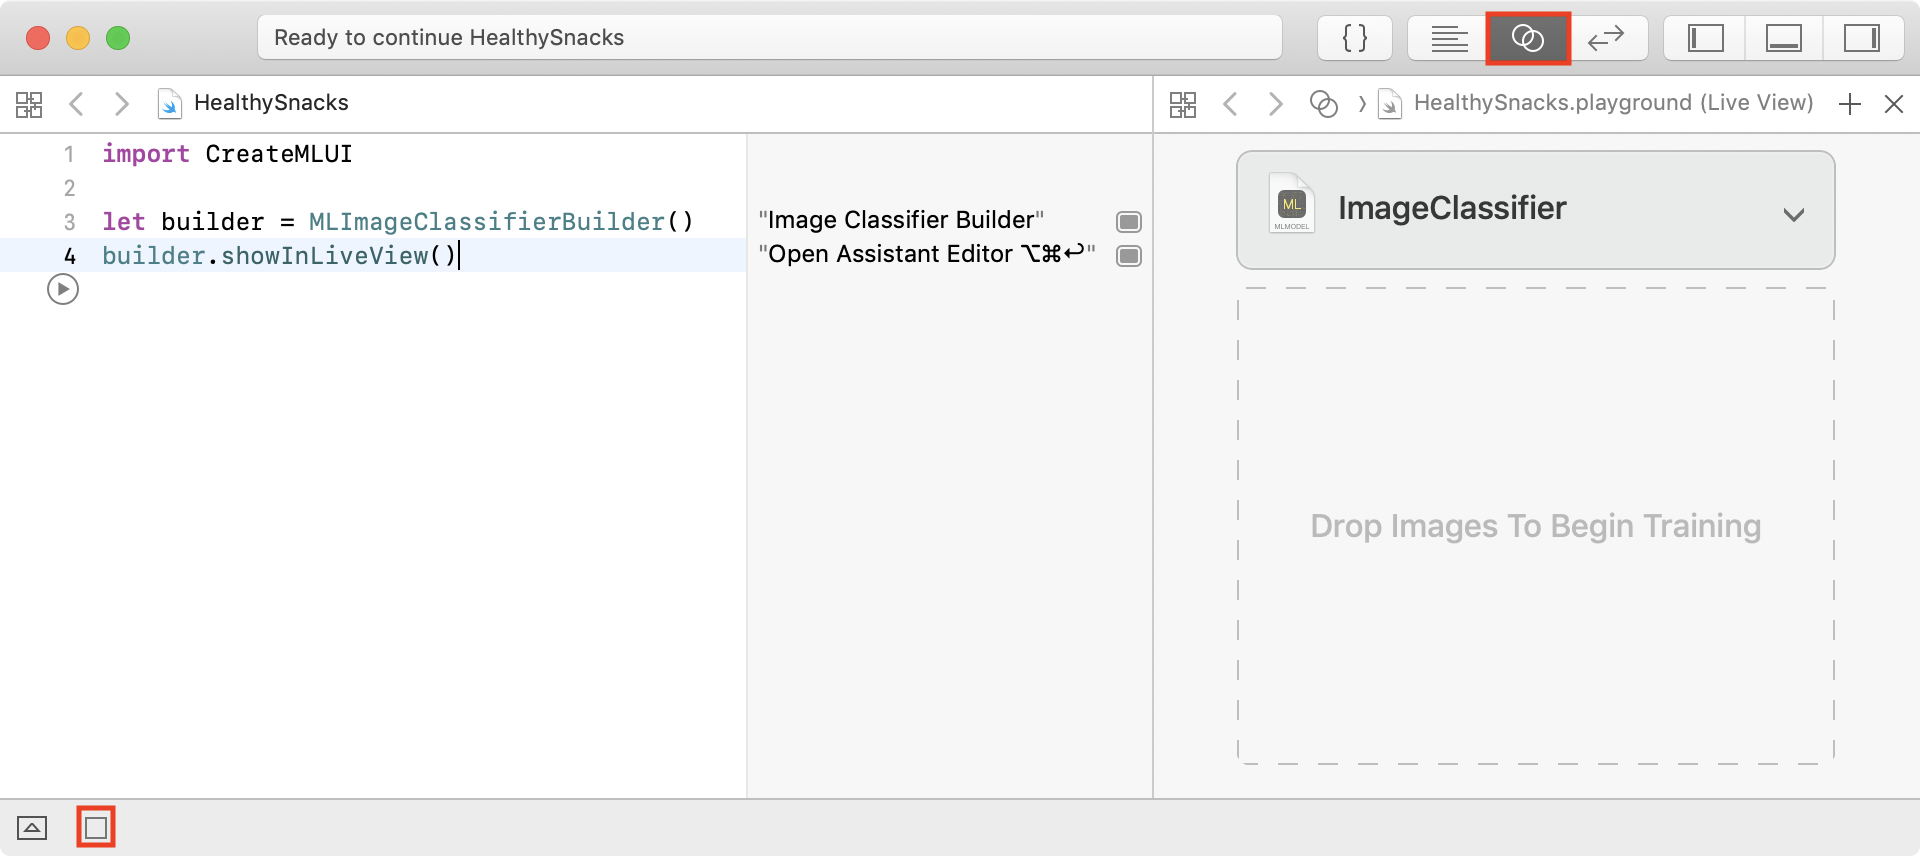 Ready to continue HealthySnacks
{ }
HealthySnacks
HealthySnacks.playground (Live View)
1 import CreateMLUI
2
3 let builder = MLImageClassifierBuilder()
"Image Classifier Builder"
4 builder.showInLiveView()
"Open Assistant Editor ⌥⌘↩"
ML
MLMODEL
ImageClassifier
Drop Images To Begin Training